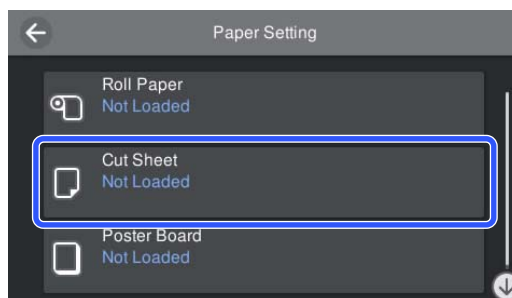 Paper Setting
Roll Paper
Not Loaded
Cut Sheet
Not Loaded
Poster Board
Not Loaded